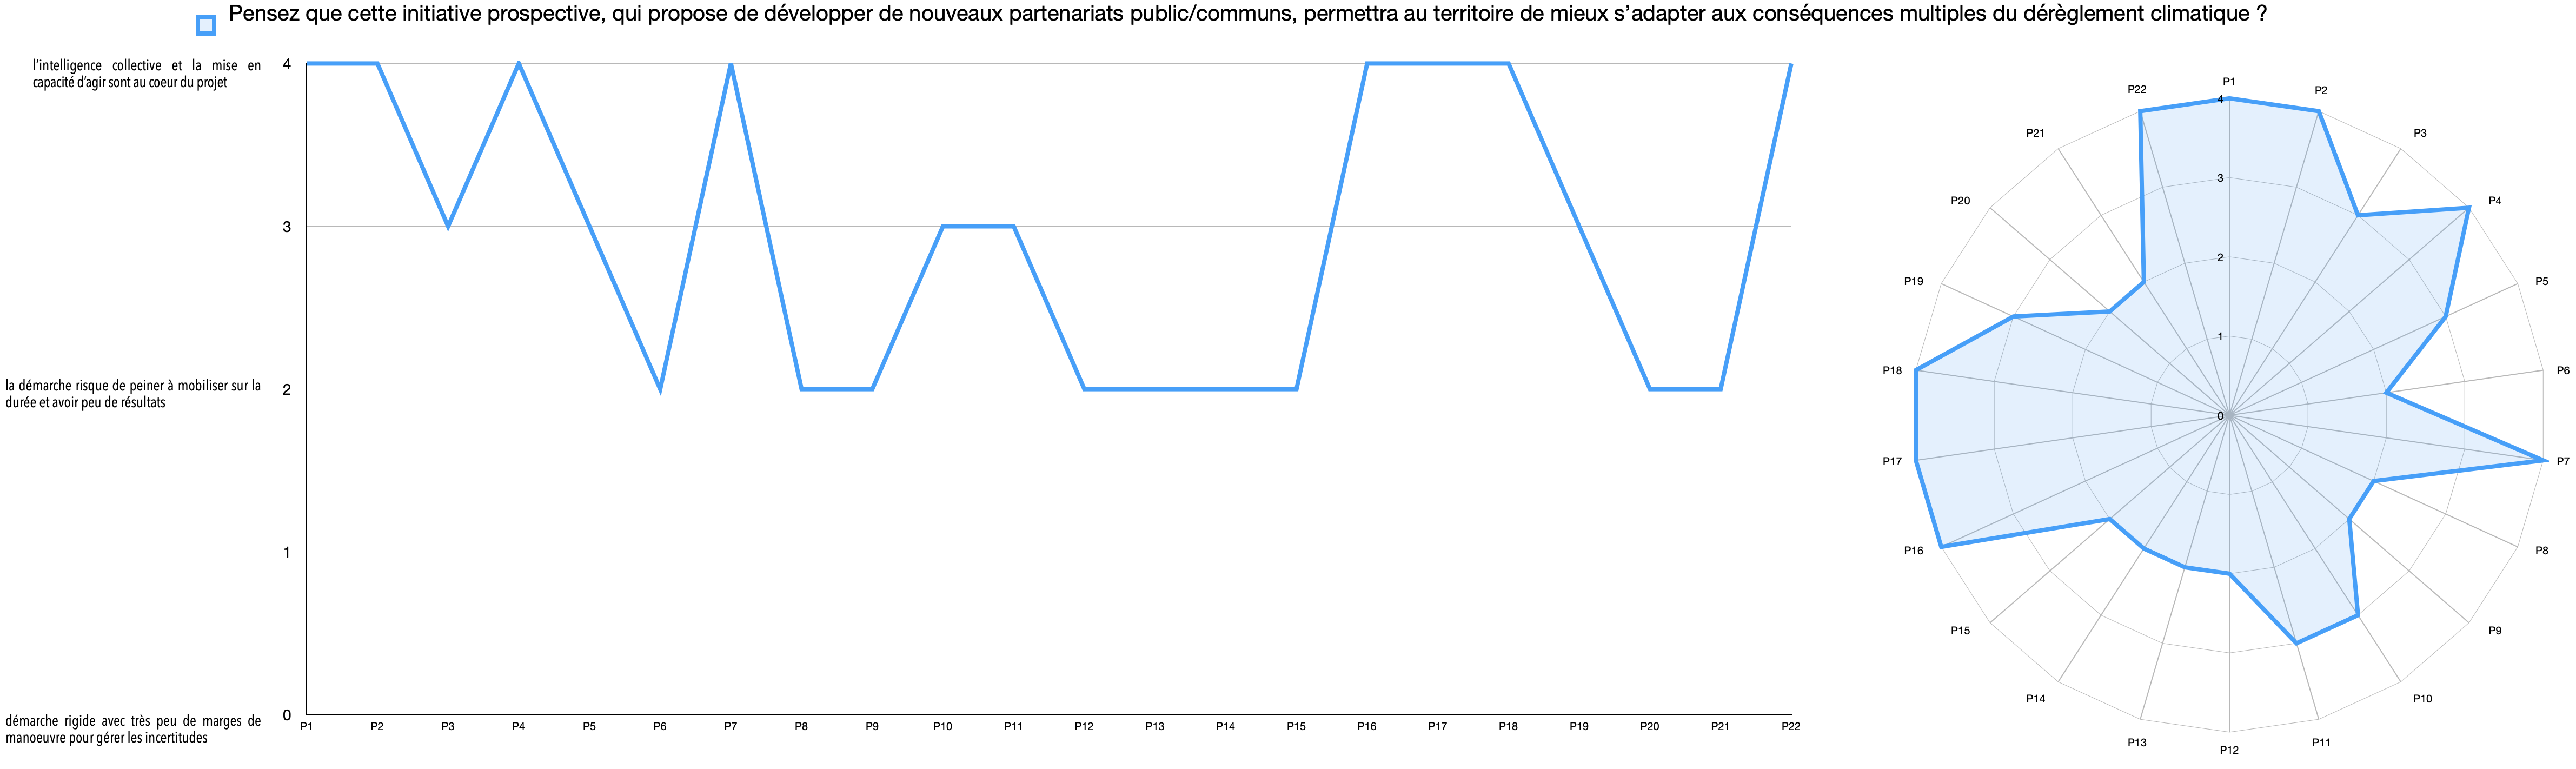 Pensez que cette initiative prospective, qui propose de développer de nouveaux partenariats public/communs, permettra au territoire de mieux s’adapter aux conséquences multiples du dérèglement climatique ?
l’intelligence collective et la mise en
capacité d’agir sont au coeur du projet
la démarche risque de peiner à mobiliser sur la
durée et avoir peu de résultats
démarche rigide avec très peu de marges de
manoeuvre pour gérer les incertitudes
4
3
2
1
0
P1 P2 P3 P4 P5 P6 P7 P8 P9 P10 P11 P12 P13 P14 P15 P16 P17 P18 P19 P20 P21 P22
P1
P2
P3
P4
P5
P6
P7
P8
P9
P10
P11
P12
P13
P14
P15
P16
P17
P18
P19
P20
P21
P22
4
3
2
1
0